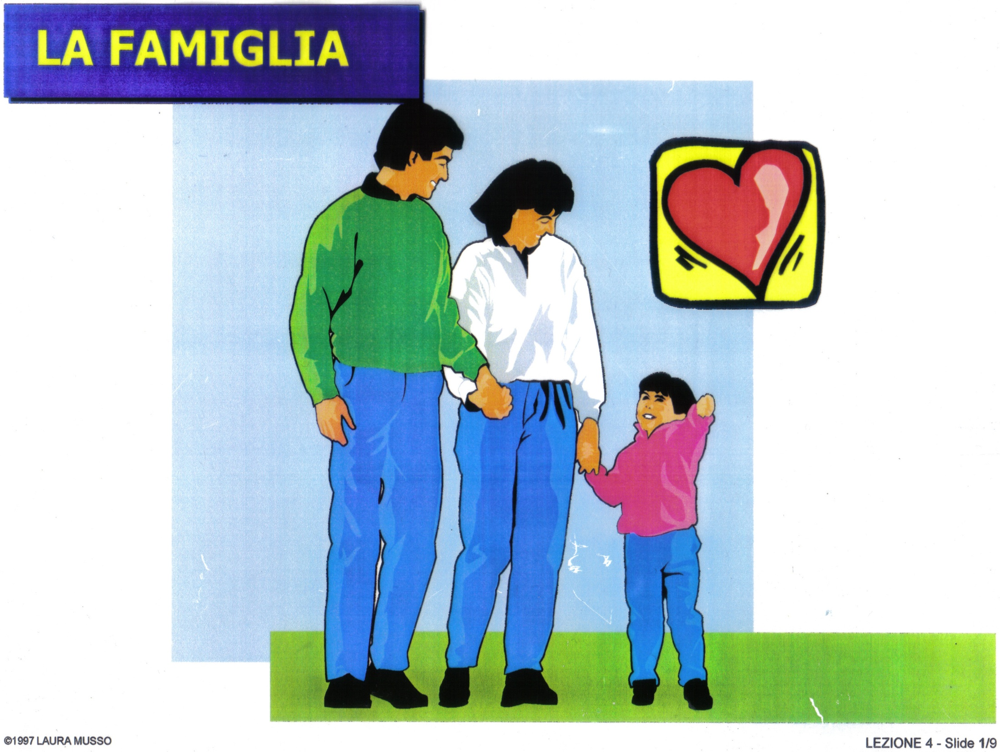 LA FAMIGLIA
©1997 LAURA MUSSO
LEZIONE 4 - Slide 1/9